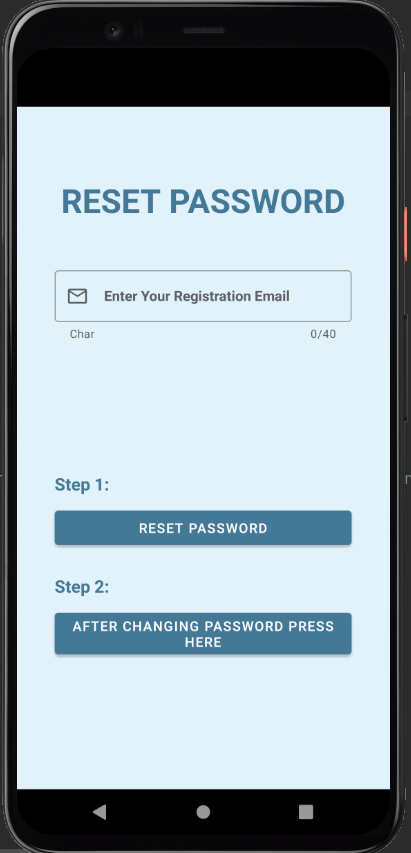 RESET PASSWORD
Enter Your Registration Email
Char 0/40
Step 1:
RESET PASSWORD
Step 2:
AFTER CHANGING PASSWORD PRESS
HERE